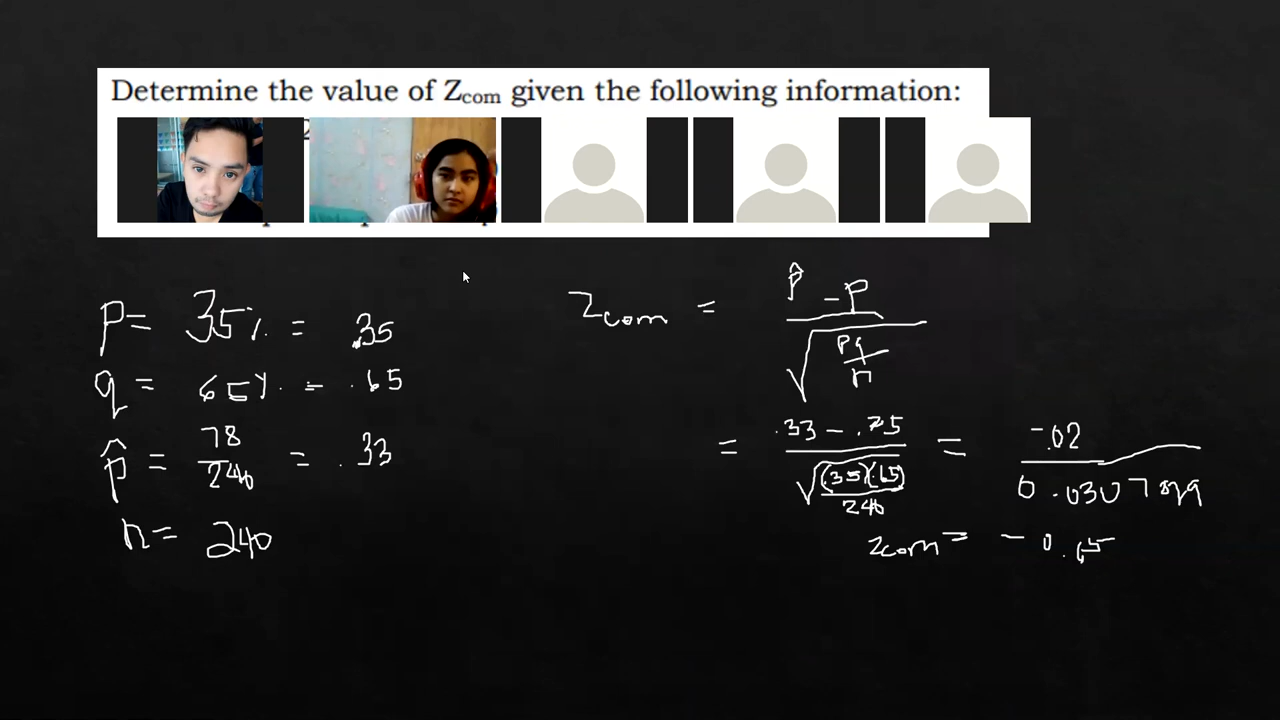 Determine the value of Zcom given the following information:
p = 35% = .35
q = 65% = .65
p̂ = 78/240 = .33
n = 240
Zcom = p̂ - p / √(pq/n)
= .33 - .35 / √((.35)(.65)/240) = -.02 / 0.0307
Zcom = -0.65